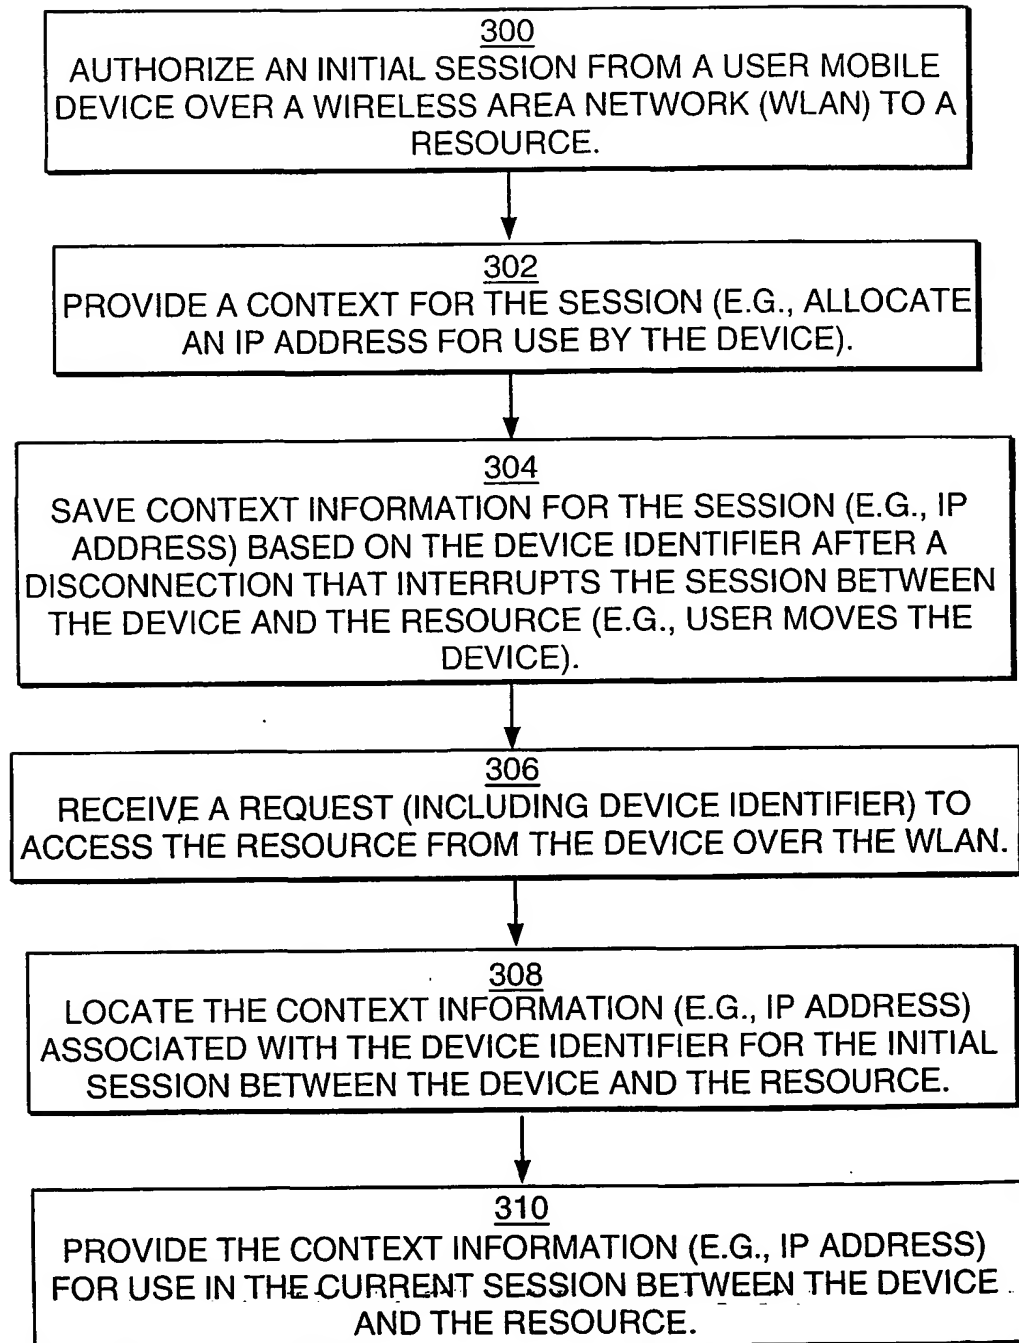 300
AUTHORIZE AN INITIAL SESSION FROM A USER MOBILE
DEVICE OVER A WIRELESS AREA NETWORK (WLAN) TO A
RESOURCE.
302
PROVIDE A CONTEXT FOR THE SESSION (E.G., ALLOCATE
AN IP ADDRESS FOR USE BY THE DEVICE).
304
SAVE CONTEXT INFORMATION FOR THE SESSION (E.G., IP
ADDRESS) BASED ON THE DEVICE IDENTIFIER AFTER A
DISCONNECTION THAT INTERRUPTS THE SESSION BETWEEN
THE DEVICE AND THE RESOURCE (E.G., USER MOVES THE
DEVICE).
306
RECEIVE A REQUEST (INCLUDING DEVICE IDENTIFIER) TO
ACCESS THE RESOURCE FROM THE DEVICE OVER THE WLAN.
308
LOCATE THE CONTEXT INFORMATION (E.G., IP ADDRESS)
ASSOCIATED WITH THE DEVICE IDENTIFIER FOR THE INITIAL
SESSION BETWEEN THE DEVICE AND THE RESOURCE.
310
PROVIDE THE CONTEXT INFORMATION (E.G., IP ADDRESS)
FOR USE IN THE CURRENT SESSION BETWEEN THE DEVICE
AND THE RESOURCE.